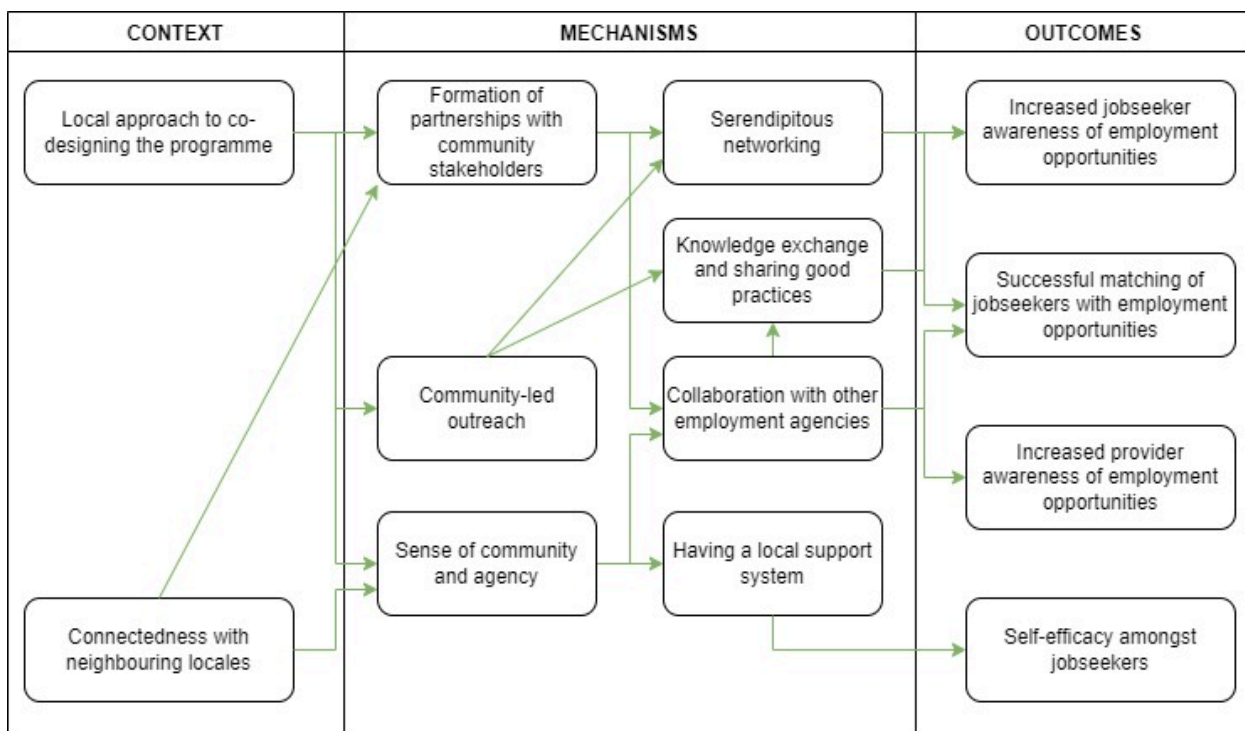 CONTEXT
MECHANISMS
OUTCOMES
Local approach to co-
designing the programme
Formation of
partnerships with
community
stakeholders
Serendipitous
networking
Increased jobseeker
awareness of employment
opportunities
Knowledge exchange
and sharing good
practices
Successful matching of
jobseekers with employment
opportunities
Community-led
outreach
Collaboration with other
employment agencies
Increased provider
awareness of employment
opportunities
Sense of community
and agency
Having a local support
system
Connectedness with
neighbouring locales
Self-efficacy amongst
jobseekers